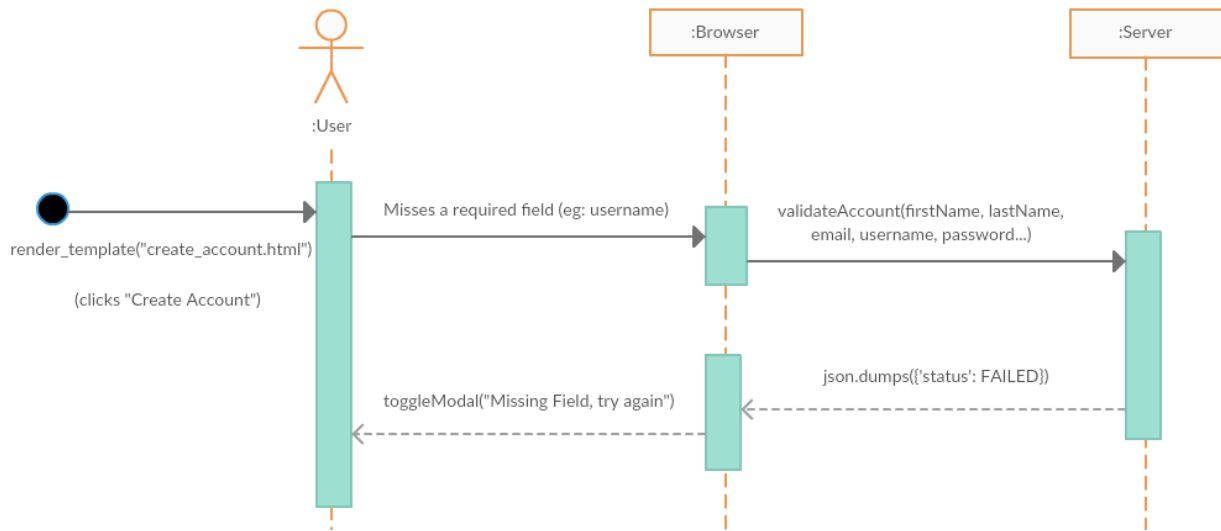 :User
:Browser
:Server
render_template("create_account.html")
(clicks "Create Account")
Misses a required field (eg: username)
validateAccount(firstName, lastName,
email, username, password...)
json.dumps({'status': FAILED})
toggleModal("Missing Field, try again")